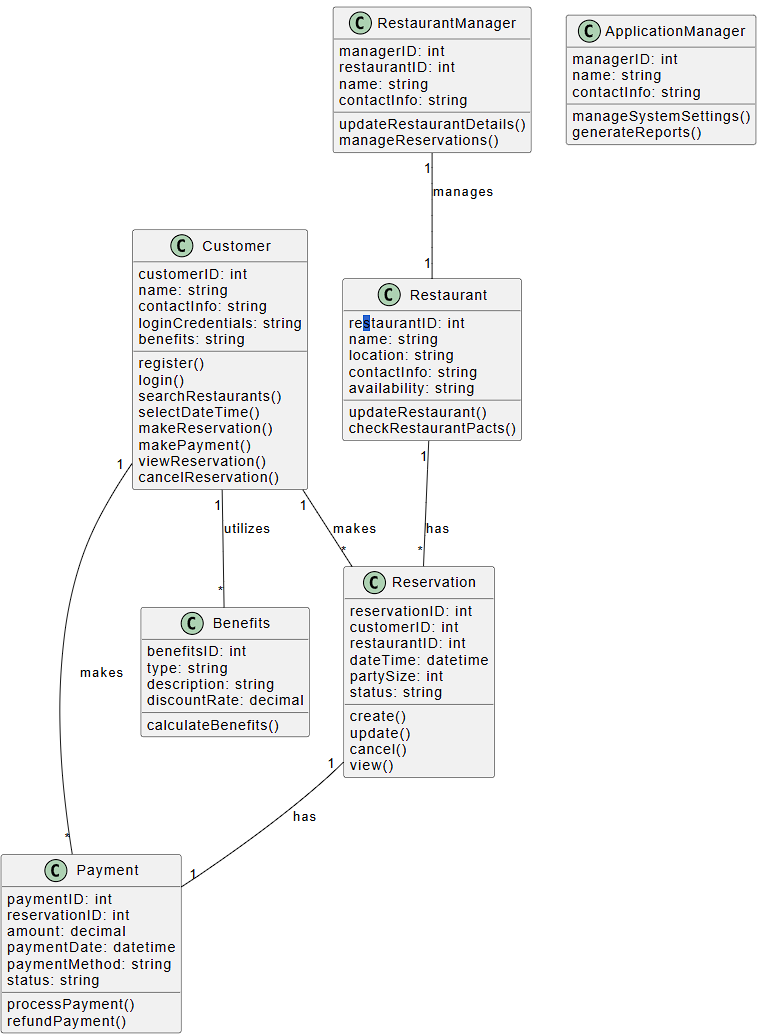 C RestaurantManager
managerID: int
restaurantID: int
name: string
contactInfo: string
updateRestaurantDetails()
manageReservations()
C ApplicationManager
managerID: int
name: string
contactInfo: string
manageSystemSettings()
generateReports()
1
manages
1
C Customer
customerID: int
name: string
contactInfo: string
loginCredentials: string
benefits: string
register()
login()
searchRestaurants()
selectDateTime()
makeReservation()
makePayment()
viewReservation()
cancelReservation()
C Restaurant
restaurantID: int
name: string
location: string
contactInfo: string
availability: string
updateRestaurant()
checkRestaurantPacts()
1
makes
*
1
utilizes
*
1
makes
*
1
has
*
C Benefits
benefitsID: int
type: string
description: string
discountRate: decimal
calculateBenefits()
C Reservation
reservationID: int
customerID: int
restaurantID: int
dateTime: datetime
partySize: int
status: string
create()
update()
cancel()
view()
1
has
1
C Payment
paymentID: int
reservationID: int
amount: decimal
paymentDate: datetime
paymentMethod: string
status: string
processPayment()
refundPayment()